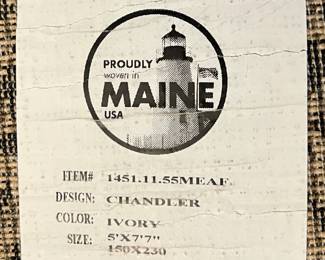 PROUDLY
woven in
MAINE
USA
ITEM# 1451.11.55MEAF.
DESIGN: CHANDLER
COLOR: IVORY
SIZE: 5'X7'7"
150X230